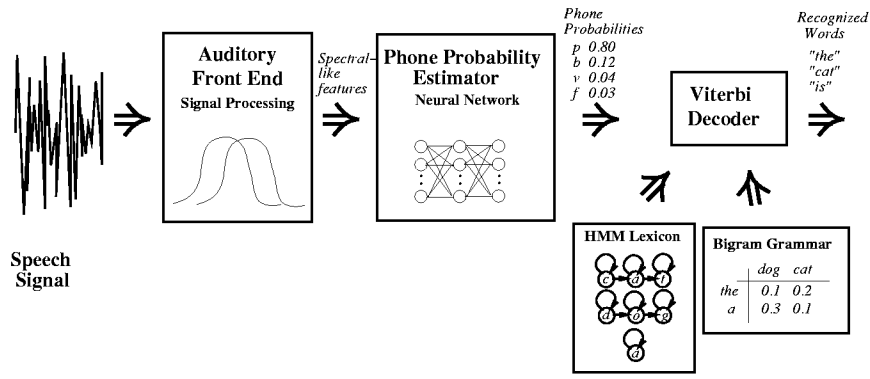 Speech
Signal
Auditory
Front End
Signal Processing
Spectral-
like
features
Phone Probability
Estimator
Neural Network
Phone
Probabilities
p 0.80
b 0.12
v 0.04
f 0.03
Viterbi
Decoder
Recognized
Words
"the"
"cat"
"is"
HMM Lexicon
c a t
d o g
a
Bigram Grammar
dog cat
the 0.1 0.2
a 0.3 0.1